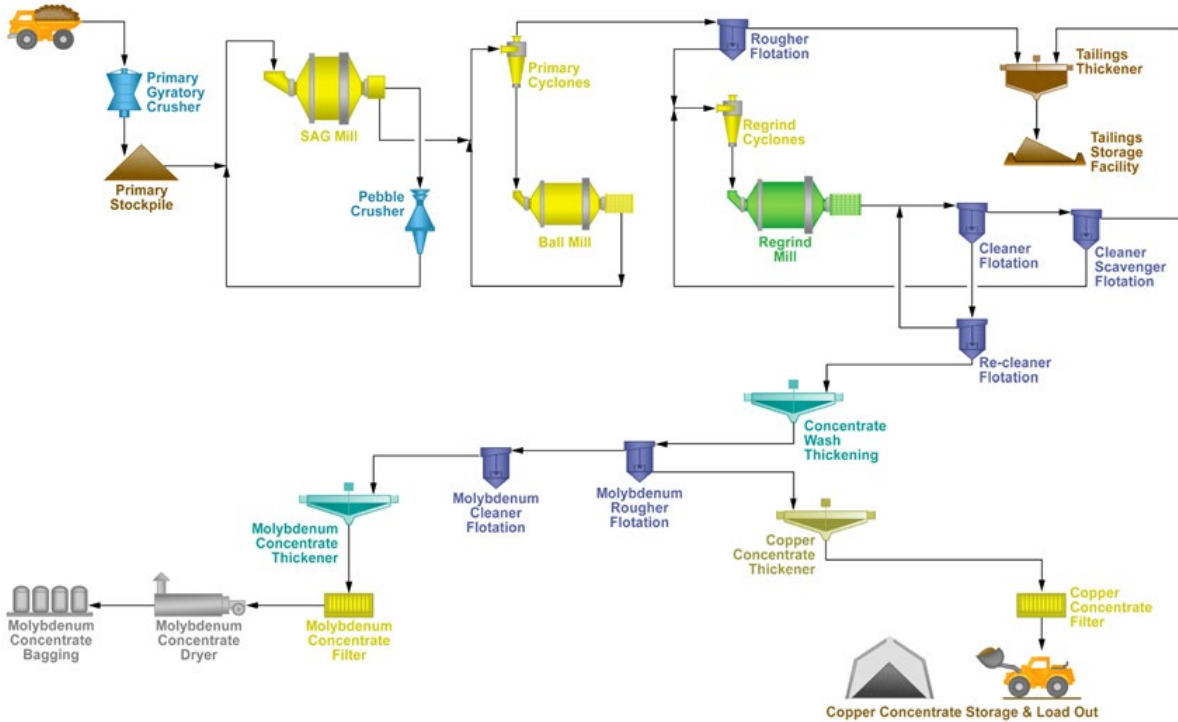 Primary
Gyratory
Crusher
Primary
Stockpile
SAG Mill
Pebble
Crusher
Primary
Cyclones
Ball Mill
Rougher
Flotation
Regrind
Cyclones
Regrind
Mill
Tailings
Thickener
Tailings
Storage
Facility
Cleaner
Flotation
Cleaner
Scavenger
Flotation
Re-cleaner
Flotation
Concentrate
Wash
Thickening
Molybdenum
Rougher
Flotation
Molybdenum
Cleaner
Flotation
Molybdenum
Concentrate
Thickener
Copper
Concentrate
Thickener
Molybdenum
Concentrate
Bagging
Molybdenum
Concentrate
Dryer
Molybdenum
Concentrate
Filter
Copper
Concentrate
Filter
Copper Concentrate Storage & Load Out